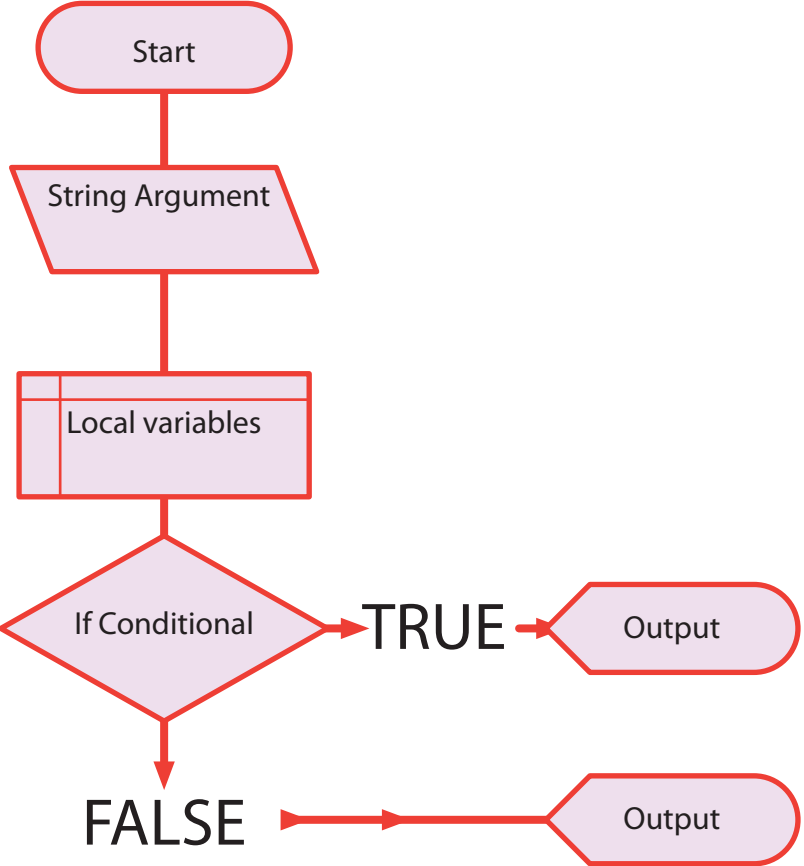 Start
String Argument
Local variables
If Conditional
TRUE
Output
FALSE
Output